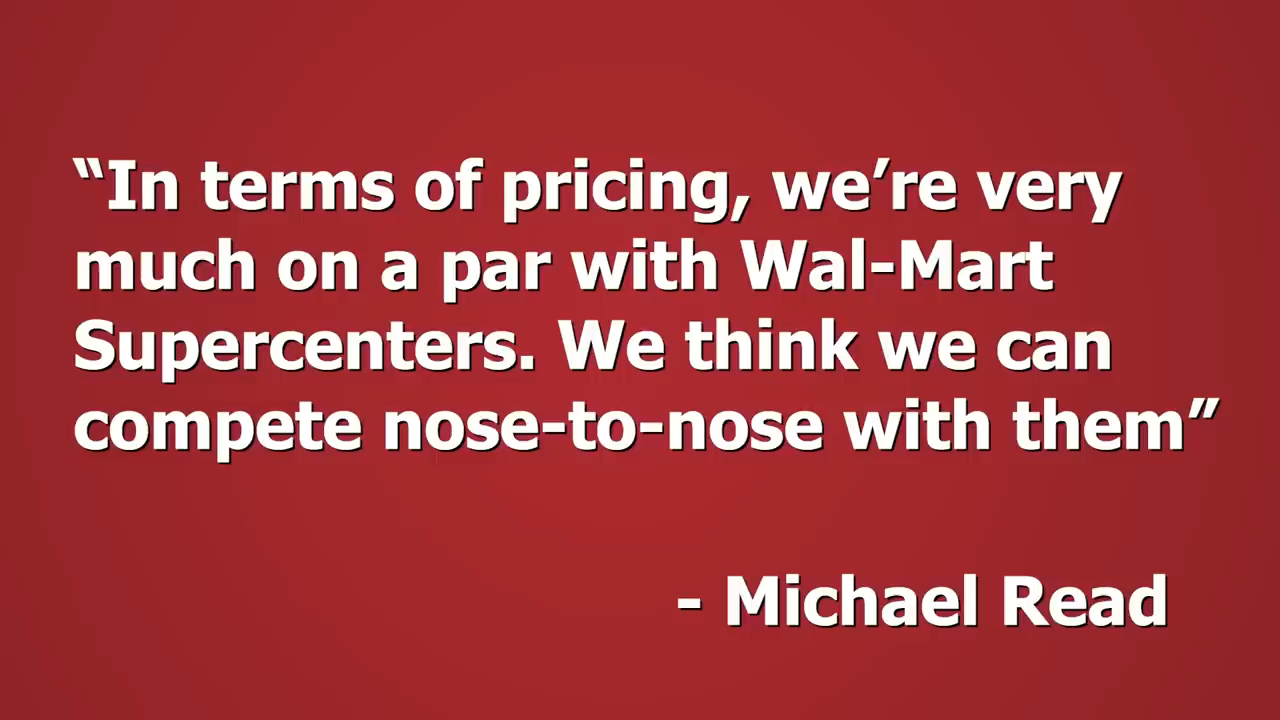 “In terms of pricing, we’re very
much on a par with Wal-Mart
Supercenters. We think we can
compete nose-to-nose with them”
- Michael Read